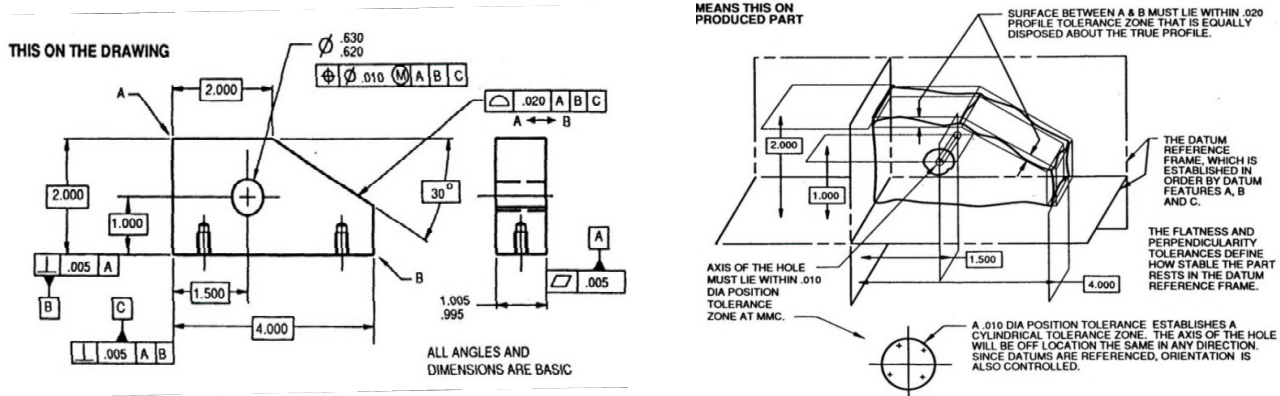 THIS ON THE DRAWING
Ø .630
.620
⌖ Ø .010 Ⓜ A B C
A
2.000
⌓ .020 A B C
A ↔ B
2.000
1.000
30°
⟂ .005 A
B
B
A
⏥ .005
C
1.500
⟂ .005 A B
4.000
1.005
.995
ALL ANGLES AND
DIMENSIONS ARE BASIC
MEANS THIS ON
PRODUCED PART
SURFACE BETWEEN A & B MUST LIE WITHIN .020
PROFILE TOLERANCE ZONE THAT IS EQUALLY
DISPOSED ABOUT THE TRUE PROFILE.
2.000
1.000
THE DATUM
REFERENCE
FRAME, WHICH IS
ESTABLISHED IN
ORDER BY DATUM
FEATURES A, B
AND C.
THE FLATNESS AND
PERPENDICULARITY
TOLERANCES DEFINE
HOW STABLE THE PART
RESTS IN THE DATUM
REFERENCE FRAME.
1.500
4.000
AXIS OF THE HOLE
MUST LIE WITHIN .010
DIA POSITION
TOLERANCE
ZONE AT MMC.
A .010 DIA POSITION TOLERANCE ESTABLISHES A
CYLINDRICAL TOLERANCE ZONE. THE AXIS OF THE HOLE
WILL BE OFF LOCATION THE SAME IN ANY DIRECTION.
SINCE DATUMS ARE REFERENCED, ORIENTATION IS
ALSO CONTROLLED.